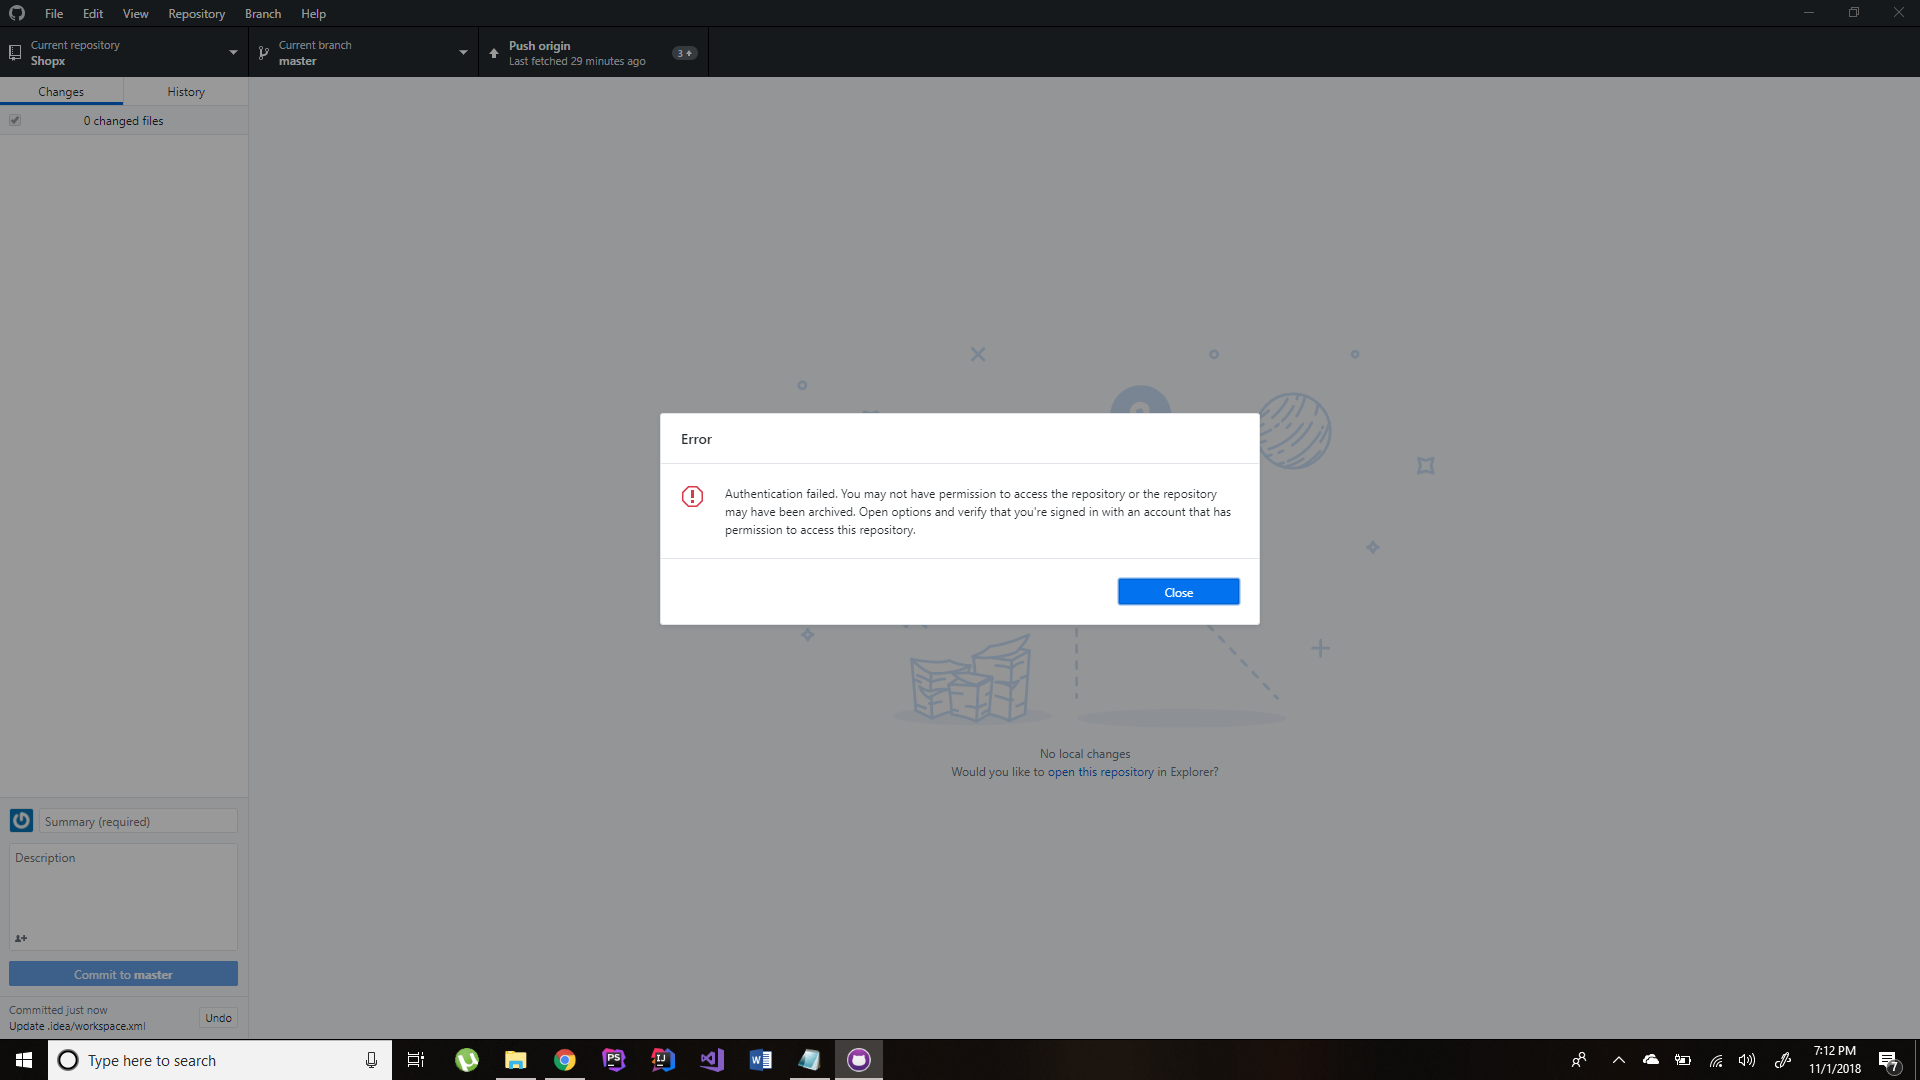 File Edit View Repository Branch Help
Current repository
Shopx
Current branch
master
Push origin
Last fetched 29 minutes ago
3
Changes History
0 changed files
Error
Authentication failed. You may not have permission to access the repository or the repository
may have been archived. Open options and verify that you're signed in with an account that has
permission to access this repository.
Close
No local changes
Would you like to open this repository in Explorer?
Summary (required)
Description
Commit to master
Committed just now
Update .idea/workspace.xml
Undo
Type here to search
PS
IJ
7:12 PM
11/1/2018
7